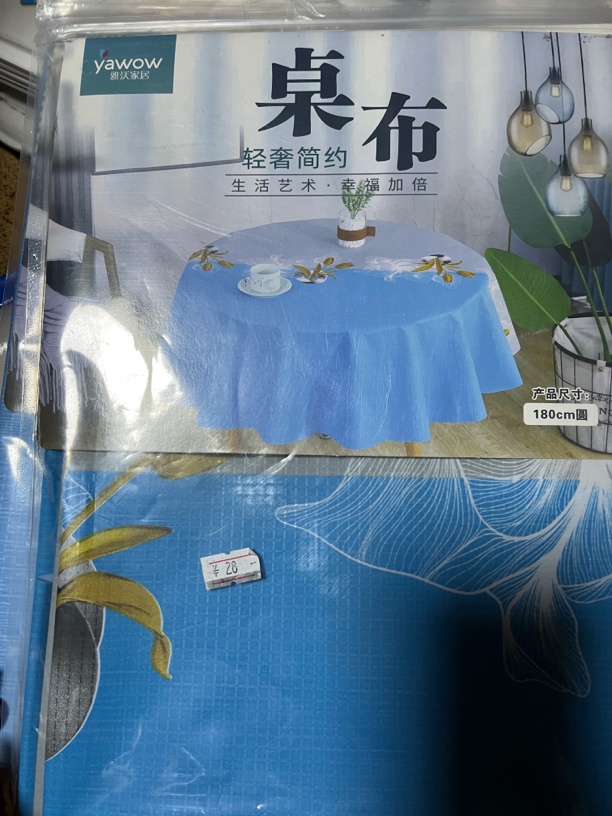 yawow
雅沃家居
桌布
轻奢简约
生活艺术·幸福加倍
产品尺寸:
180cm圆
¥ 28